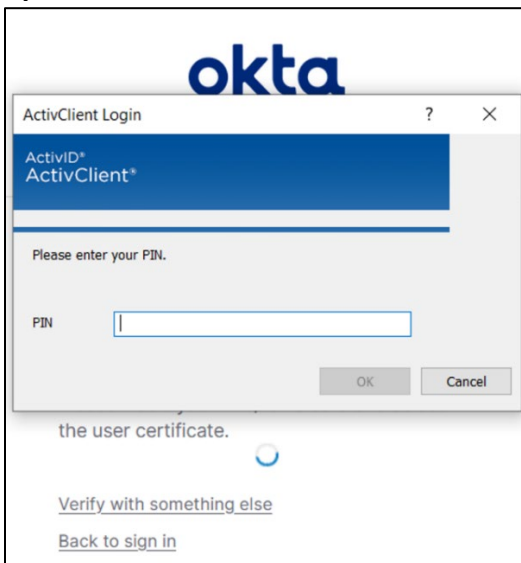 okta
ActivClient Login ? ×
ActivID®
ActivClient®
Please enter your PIN.
PIN
OK Cancel
the user certificate.
Verify with something else
Back to sign in